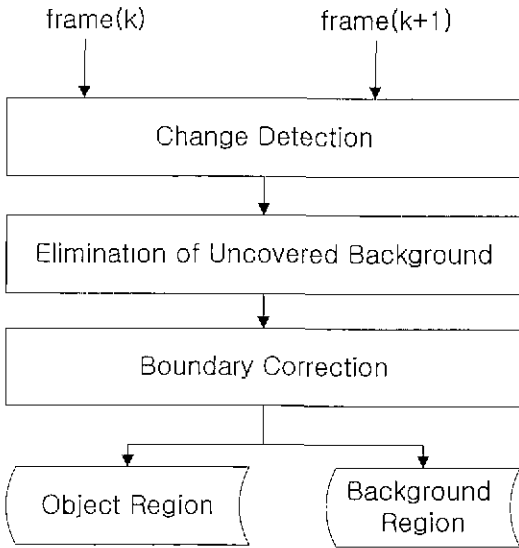 frame(k)
frame(k+1)
Change Detection
Elimination of Uncovered Background
Boundary Correction
Object Region
Background
Region